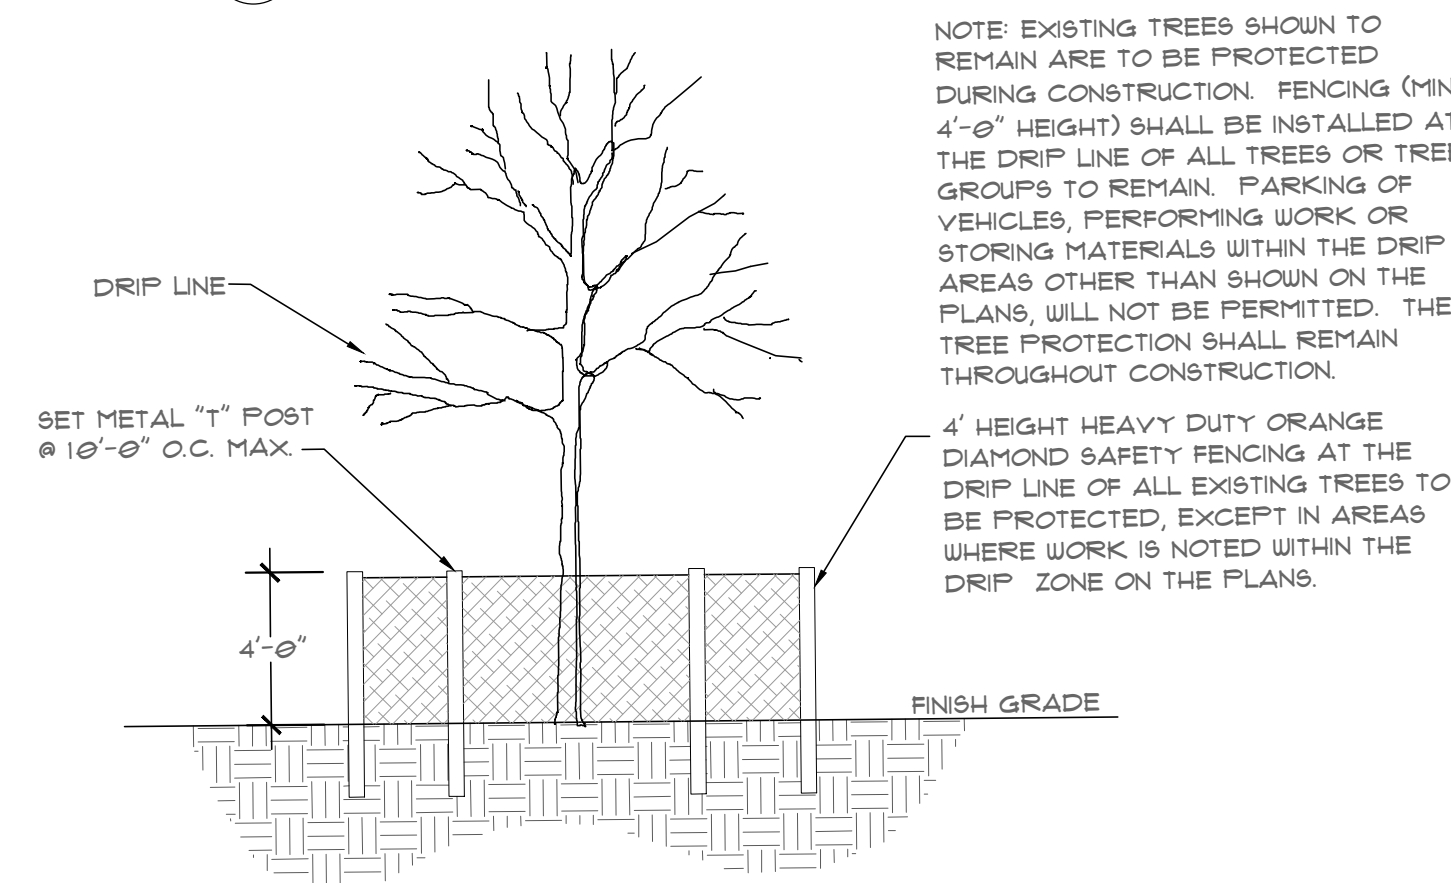 NOTE: EXISTING TREES SHOWN TO
REMAIN ARE TO BE PROTECTED
DURING CONSTRUCTION. FENCING (MIN
4'-0" HEIGHT) SHALL BE INSTALLED AT
THE DRIP LINE OF ALL TREES OR TREE
GROUPS TO REMAIN. PARKING OF
VEHICLES, PERFORMING WORK OR
STORING MATERIALS WITHIN THE DRIP
AREAS OTHER THAN SHOWN ON THE
PLANS, WILL NOT BE PERMITTED. THE
TREE PROTECTION SHALL REMAIN
THROUGHOUT CONSTRUCTION.
DRIP LINE
SET METAL "T" POST
@ 10'-0" O.C. MAX.
4' HEIGHT HEAVY DUTY ORANGE
DIAMOND SAFETY FENCING AT THE
DRIP LINE OF ALL EXISTING TREES TO
BE PROTECTED, EXCEPT IN AREAS
WHERE WORK IS NOTED WITHIN THE
DRIP ZONE ON THE PLANS.
4'-0"
FINISH GRADE